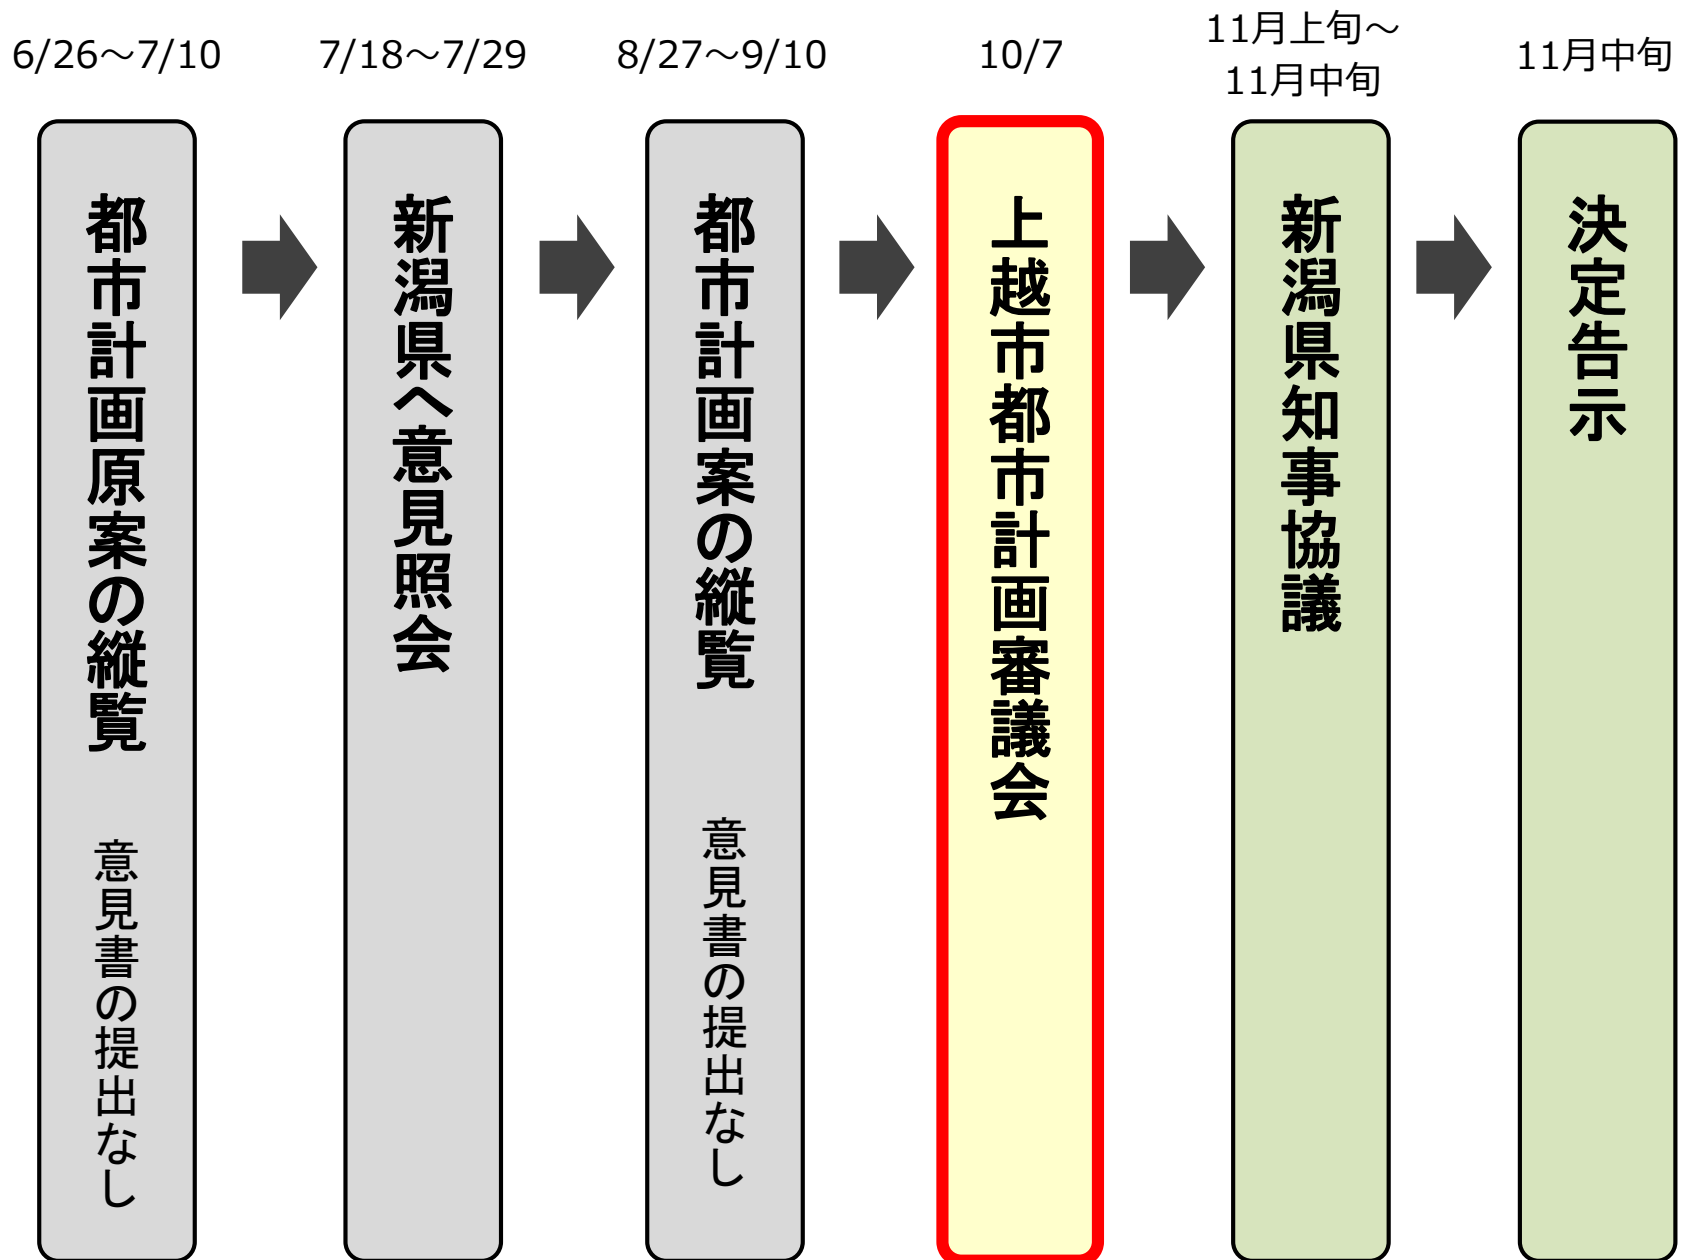 6/26～7/10
都市計画原案の縦覧
意見書の提出なし
7/18～7/29
新潟県へ意見照会
8/27～9/10
都市計画案の縦覧
意見書の提出なし
10/7
上越市都市計画審議会
11月上旬～
11月中旬
新潟県知事協議
11月中旬
決定告示